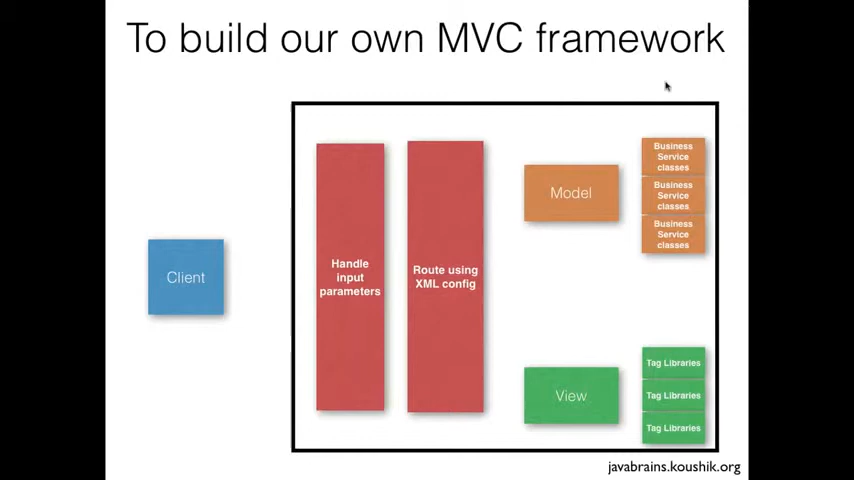 To build our own MVC framework
Client
Handle
input
parameters
Route using
XML config
Model
Business
Service
classes
Business
Service
classes
Business
Service
classes
View
Tag Libraries
Tag Libraries
Tag Libraries
javabrains.koushik.org